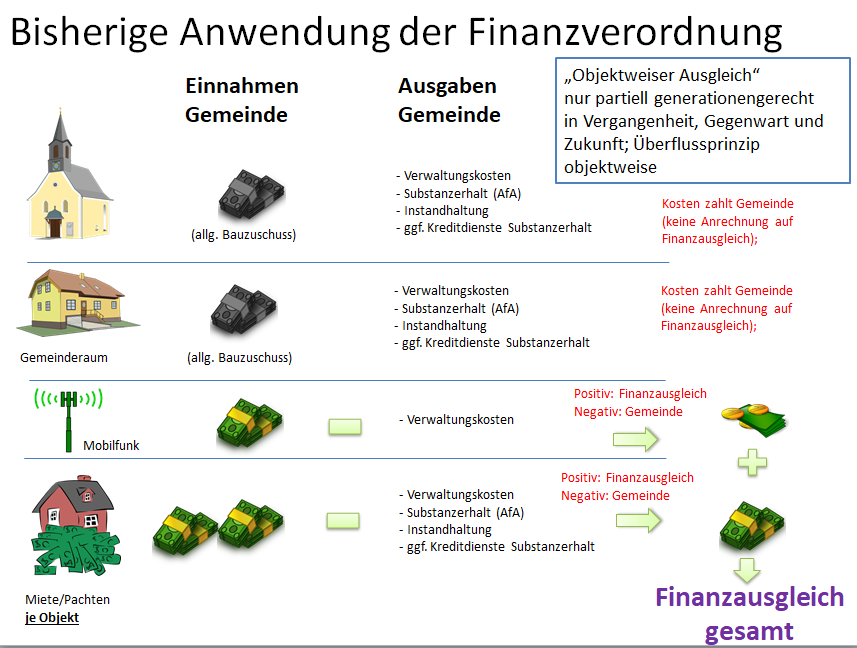 Bisherige Anwendung der Finanzverordnung
Einnahmen
Gemeinde
Ausgaben
Gemeinde
„Objektweiser Ausgleich“
nur partiell generationengerecht
in Vergangenheit, Gegenwart und
Zukunft; Überflussprinzip
objektweise
(allg. Bauzuschuss)
- Verwaltungskosten
- Substanzerhalt (AfA)
- Instandhaltung
- ggf. Kreditdienste Substanzerhalt
Kosten zahlt Gemeinde
(keine Anrechnung auf
Finanzausgleich);
Gemeinderaum
(allg. Bauzuschuss)
- Verwaltungskosten
- Substanzerhalt (AfA)
- Instandhaltung
- ggf. Kreditdienste Substanzerhalt
Kosten zahlt Gemeinde
(keine Anrechnung auf
Finanzausgleich);
Mobilfunk
- Verwaltungskosten
Positiv: Finanzausgleich
Negativ: Gemeinde
Miete/Pachten
je Objekt
- Verwaltungskosten
- Substanzerhalt (AfA)
- Instandhaltung
- ggf. Kreditdienste Substanzerhalt
Positiv: Finanzausgleich
Negativ: Gemeinde
Finanzausgleich
gesamt